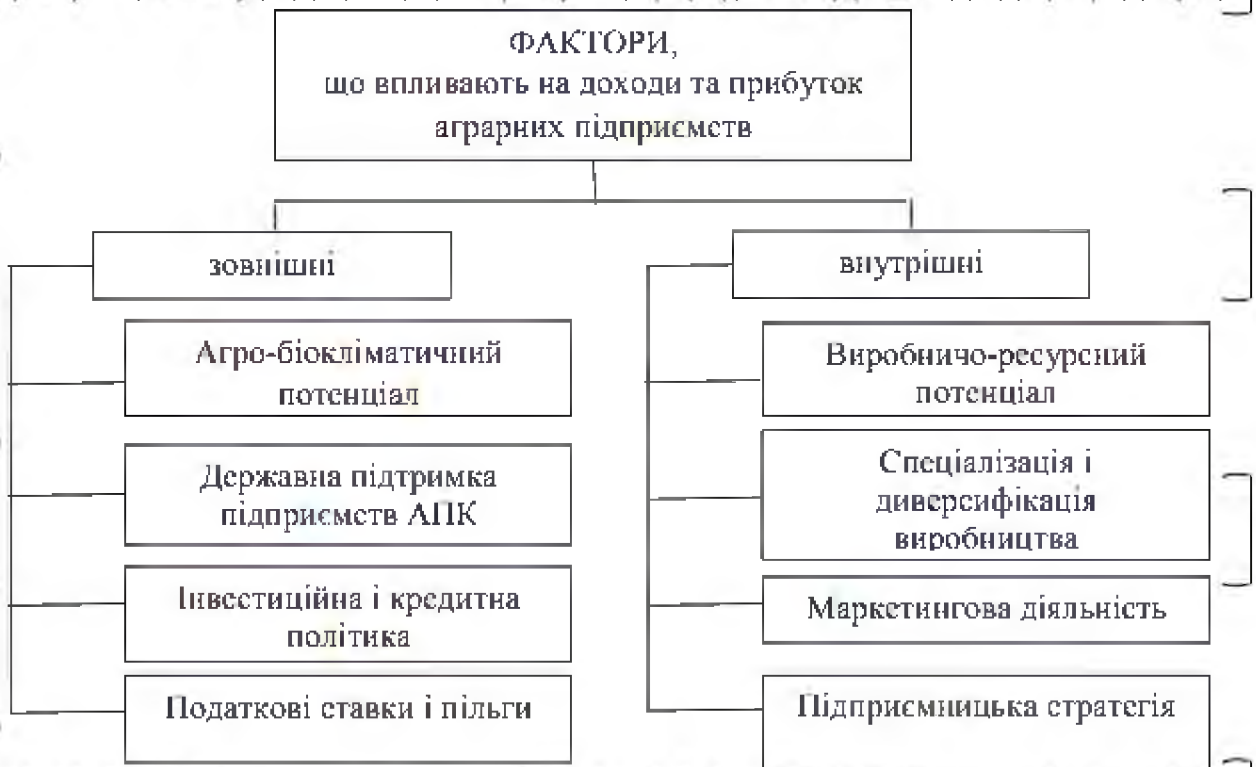 ФАКТОРИ,
що впливають на доходи та прибуток
аграрних підприємств
зовнішні
Агро-біокліматичний
потенціал
Державна підтримка
підприємств АПК
Інвестиційна і кредитна
політика
Податкові ставки і пільги
внутрішні
Виробничо-ресурсний
потенціал
Спеціалізація і
диверсифікація
виробництва
Маркетингова діяльність
Підприємницька стратегія